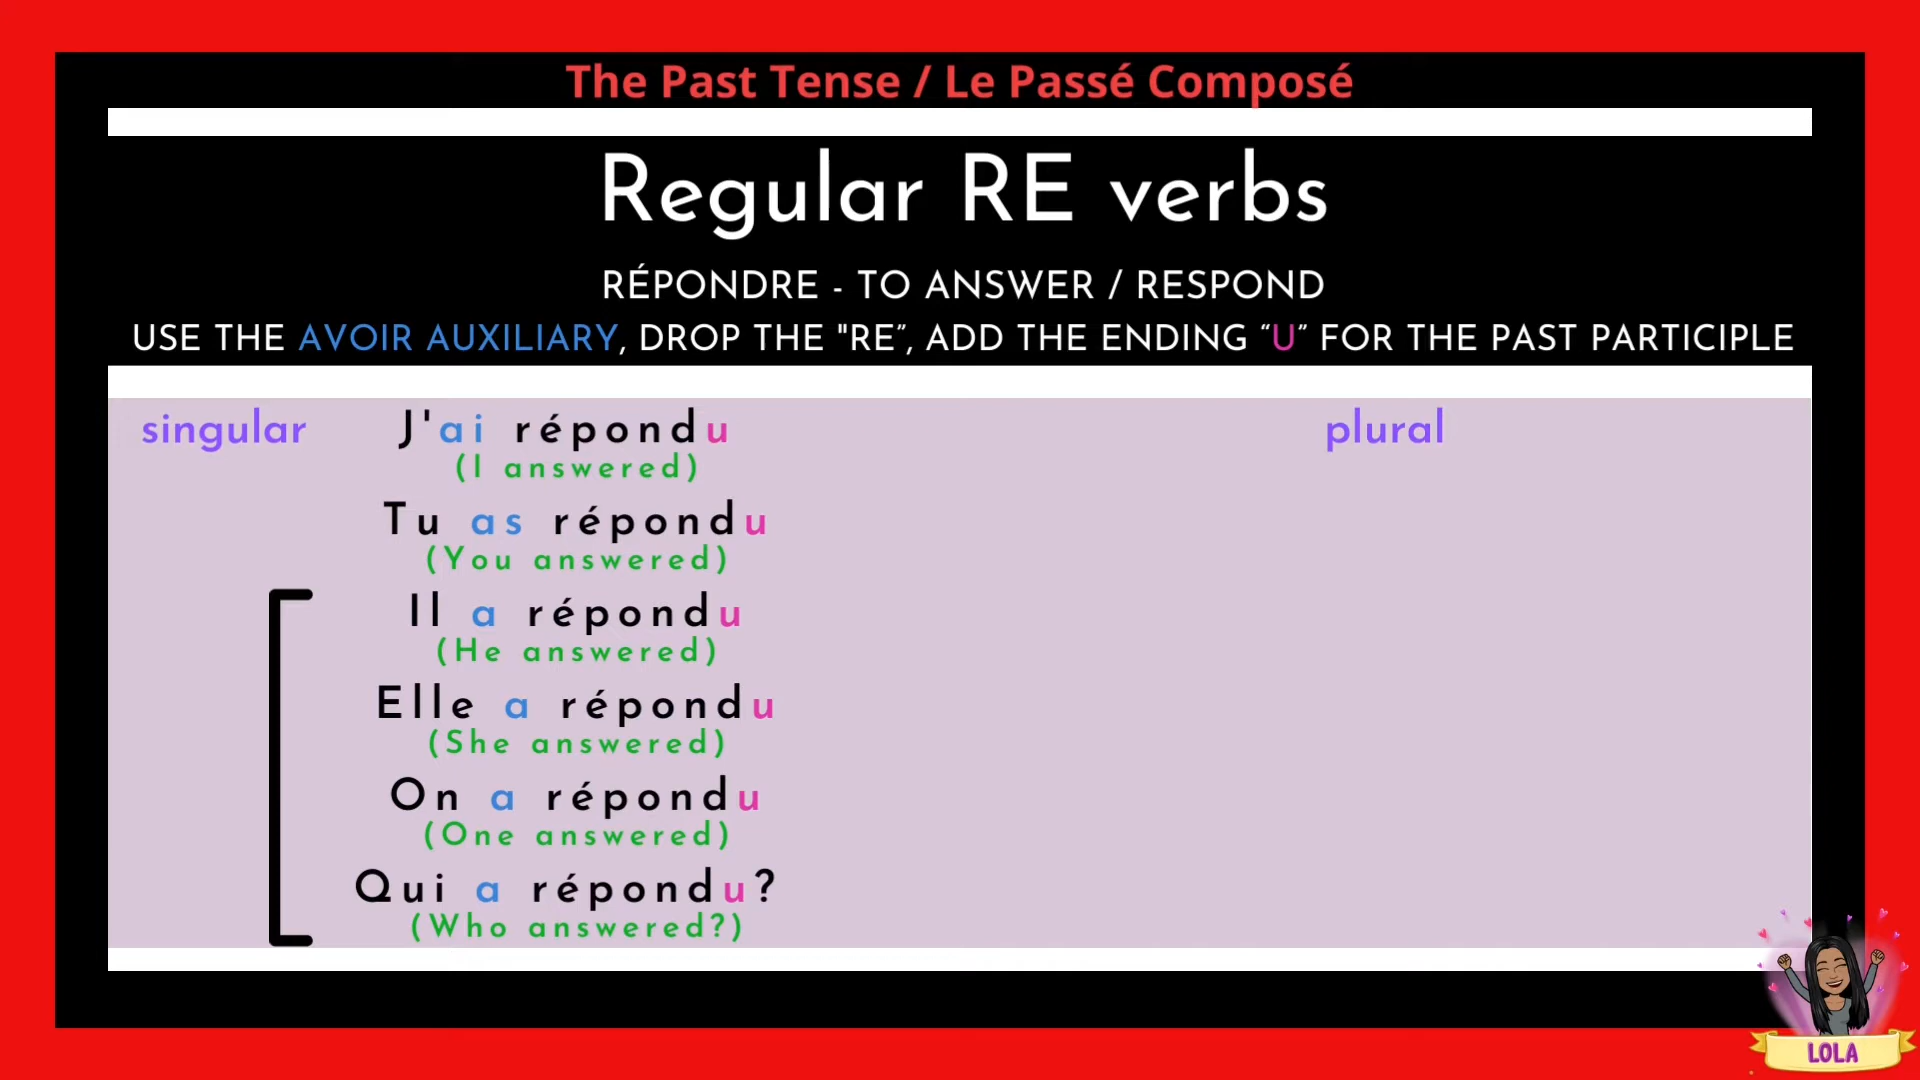 The Past Tense / Le Passé Composé
Regular RE verbs
RÉPONDRE - TO ANSWER / RESPOND
USE THE AVOIR AUXILIARY, DROP THE "RE”, ADD THE ENDING “U” FOR THE PAST PARTICIPLE
singular
J'ai répondu
(I answered)
Tu as répondu
(You answered)
Il a répondu
(He answered)
Elle a répondu
(She answered)
On a répondu
(One answered)
Qui a répondu?
(Who answered?)
plural
LOLA